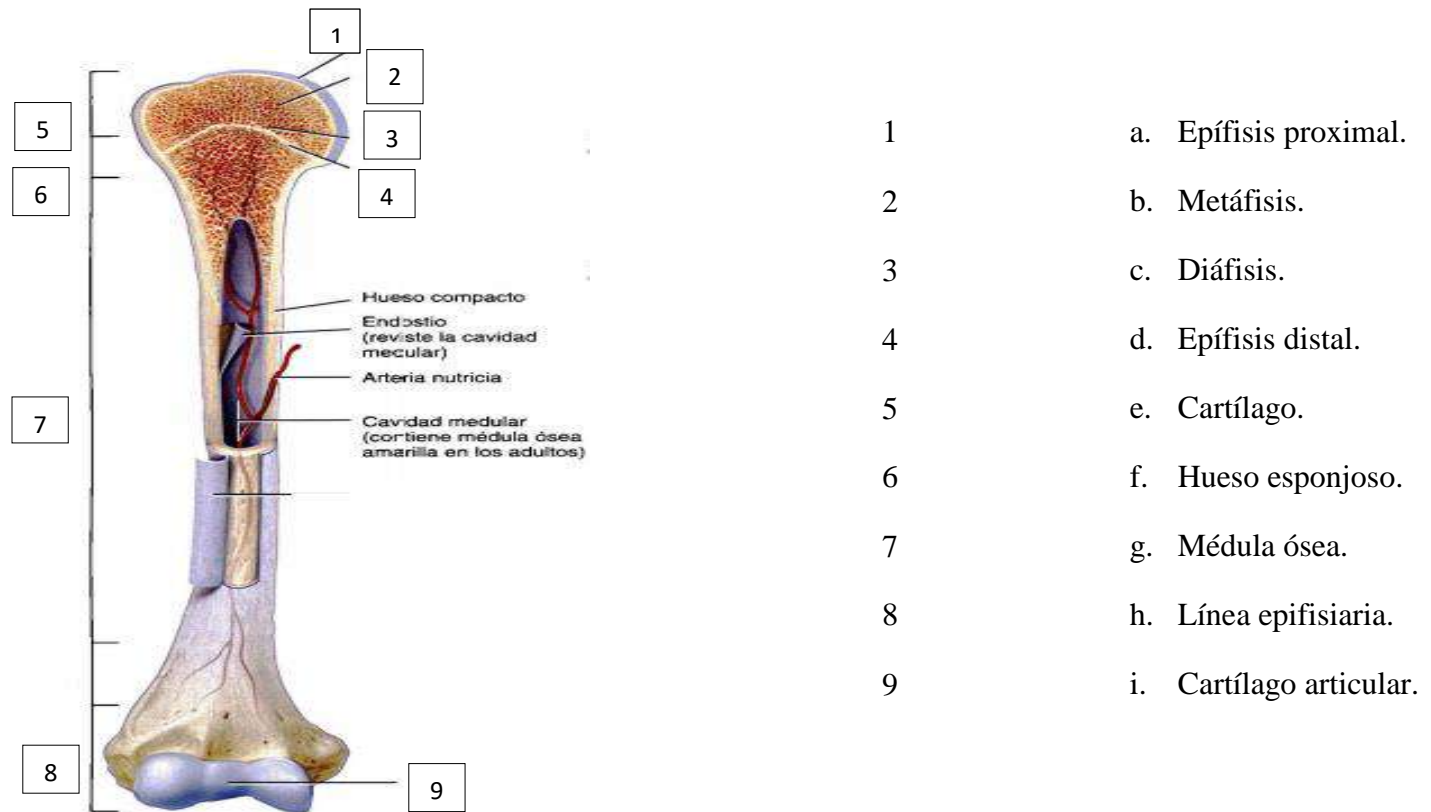 1
2
5
3
6
4
Hueso compacto
Endostio
(reviste la cavidad
mecular)
Arteria nutricia
7
Cavidad medular
(contiene médula ósea
amarilla en los adultos)
8
9
1 a. Epífisis proximal.
2 b. Metáfisis.
3 c. Diáfisis.
4 d. Epífisis distal.
5 e. Cartílago.
6 f. Hueso esponjoso.
7 g. Médula ósea.
8 h. Línea epifisiaria.
9 i. Cartílago articular.